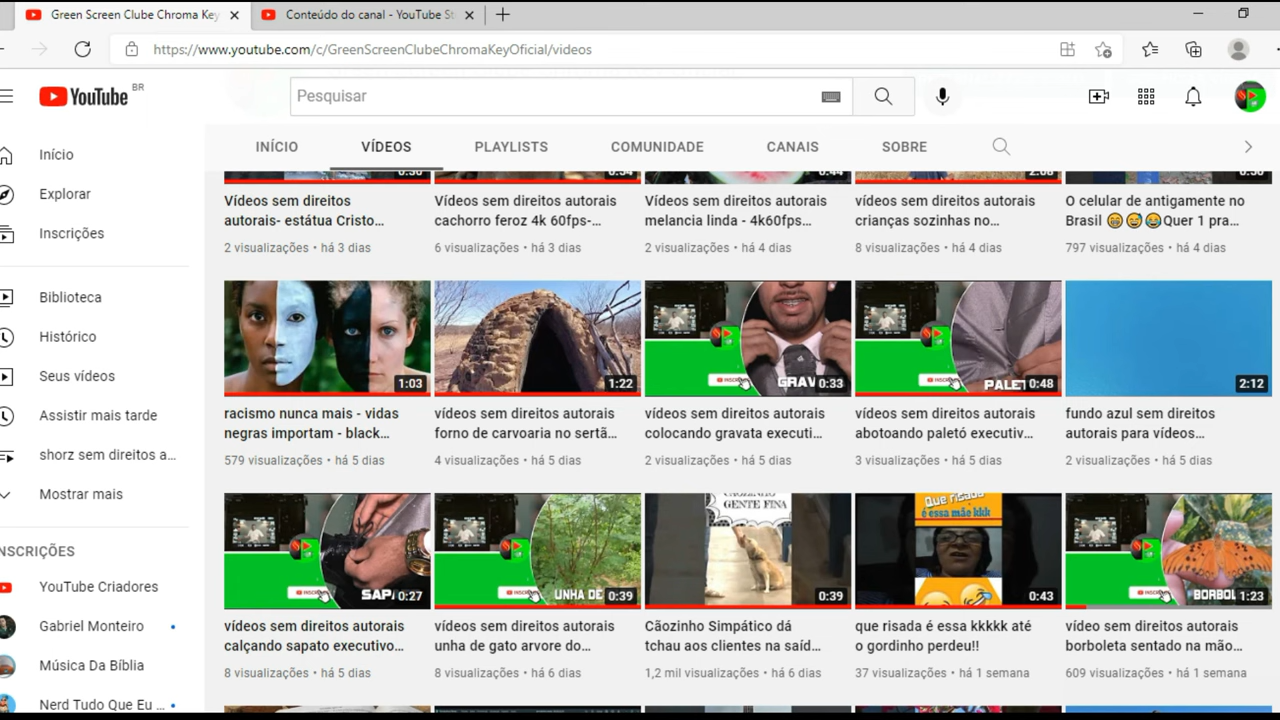 Green Screen Clube Chroma Key
Conteúdo do canal - YouTube St
https://www.youtube.com/c/GreenScreenClubeChromaKeyOficial/videos
YouTube BR
Pesquisar
INÍCIO VÍDEOS PLAYLISTS COMUNIDADE CANAIS SOBRE
Início
Explorar
Inscrições
Biblioteca
Histórico
Seus vídeos
Assistir mais tarde
shorz sem direitos a...
Mostrar mais
NSCRIÇÕES
YouTube Criadores
Gabriel Monteiro
Música Da Bíblia
Nerd Tudo Que Eu ...
0:30
Vídeos sem direitos
autorais- estátua Cristo...
2 visualizações • há 3 dias
0:34
Vídeos sem direitos autorais
cachorro feroz 4k 60fps-...
6 visualizações • há 3 dias
0:44
Vídeos sem direitos autorais
melancia linda - 4k60fps...
2 visualizações • há 4 dias
2:08
vídeos sem direitos autorais
crianças sozinhas no...
8 visualizações • há 4 dias
O celular de antigamente no
Brasil 😁😅😂Quer 1 pra...
797 visualizações • há 4 dias
1:03
racismo nunca mais - vidas
negras importam - black...
579 visualizações • há 5 dias
1:22
vídeos sem direitos autorais
forno de carvoaria no sertã...
4 visualizações • há 5 dias
GRAV 0:33
vídeos sem direitos autorais
colocando gravata executi...
2 visualizações • há 5 dias
PALET 0:48
vídeos sem direitos autorais
abotoando paletó executiv...
3 visualizações • há 5 dias
2:12
fundo azul sem direitos
autorais para vídeos...
2 visualizações • há 5 dias
SAPA 0:27
vídeos sem direitos autorais
calçando sapato executivo...
8 visualizações • há 5 dias
UNHA DE 0:39
vídeos sem direitos autorais
unha de gato arvore do...
8 visualizações • há 6 dias
CÃOZINHO
GENTE FINA
0:39
Cãozinho Simpático dá
tchau aos clientes na saíd...
1,2 mil visualizações • há 6 dias
Que risada
é essa mãe kkk
0:43
que risada é essa kkkkk até
o gordinho perdeu!!
37 visualizações • há 1 semana
BORBOL 1:23
vídeo sem direitos autorais
borboleta sentado na mão...
609 visualizações • há 1 semana